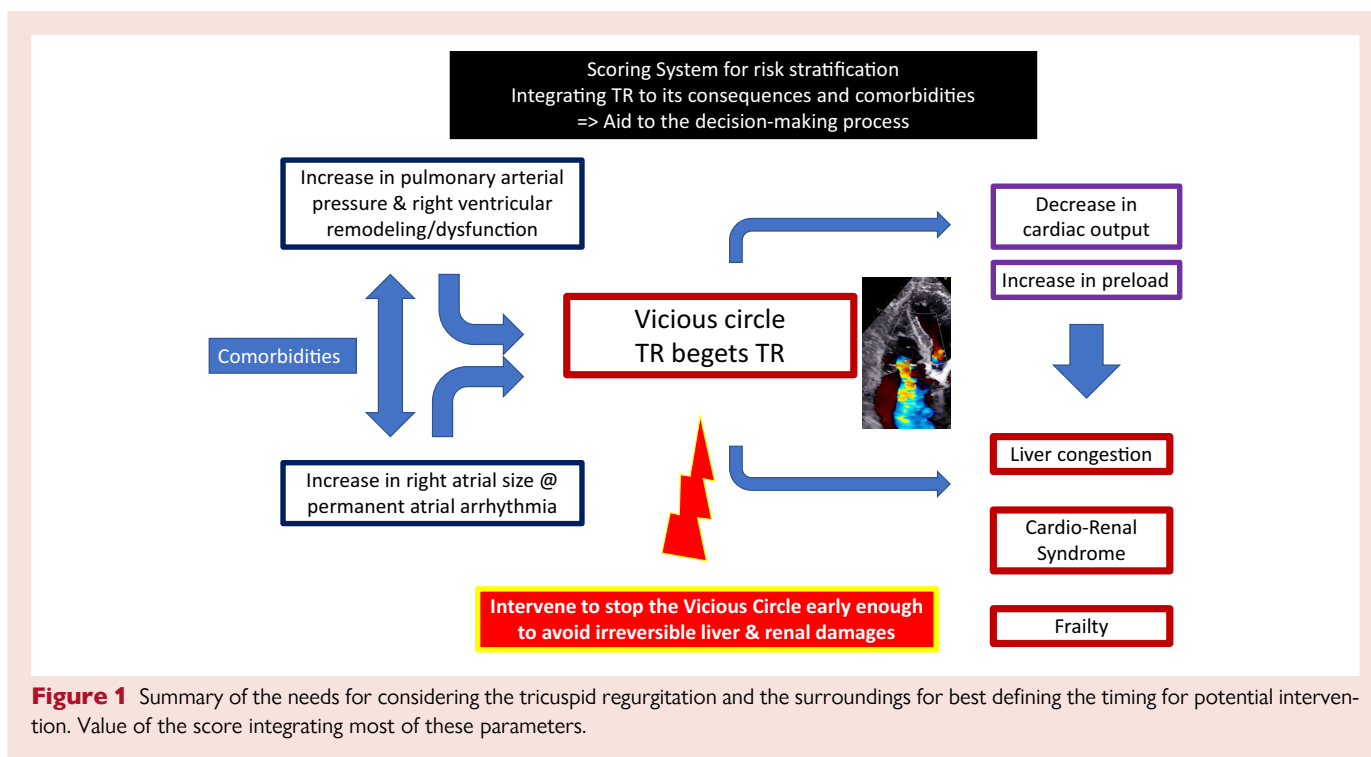 Scoring System for risk stratification
Integrating TR to its consequences and comorbidities
=> Aid to the decision-making process
Increase in pulmonary arterial
pressure & right ventricular
remodeling/dysfunction
Comorbidities
Increase in right atrial size @
permanent atrial arrhythmia
Vicious circle
TR begets TR
Decrease in
cardiac output
Increase in preload
Liver congestion
Cardio-Renal
Syndrome
Frailty
Intervene to stop the Vicious Circle early enough
to avoid irreversible liver & renal damages
Figure 1 Summary of the needs for considering the tricuspid regurgitation and the surroundings for best defining the timing for potential interven-
tion. Value of the score integrating most of these parameters.